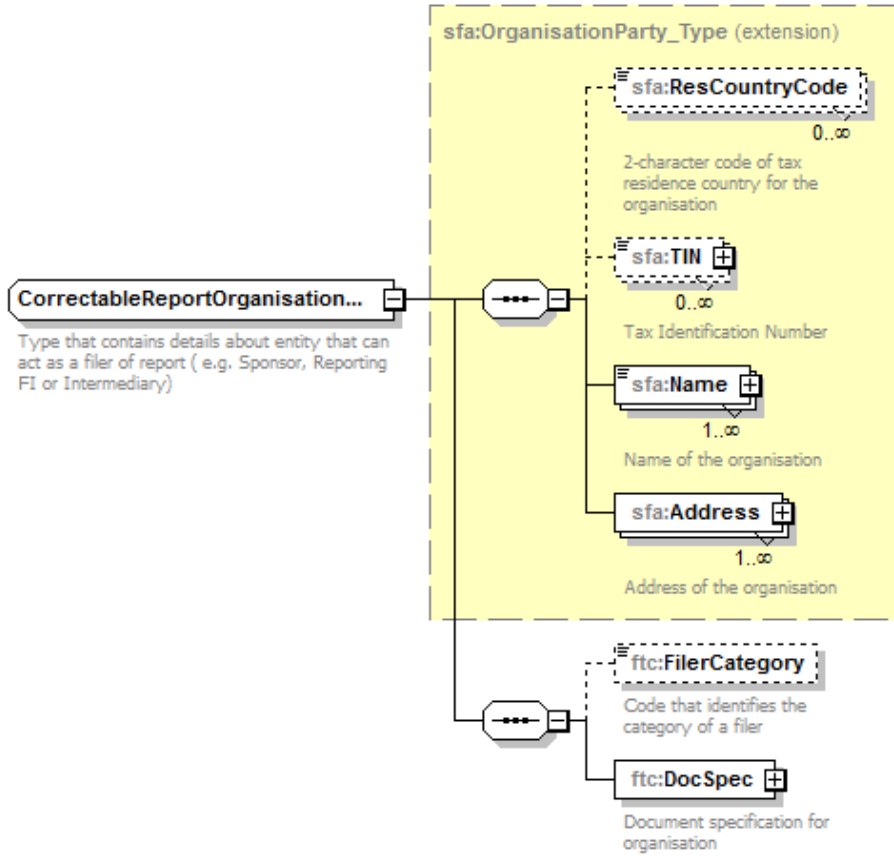 sfa:OrganisationParty_Type (extension)
sfa:ResCountryCode
0..∞
2-character code of tax
residence country for the
organisation
sfa:TIN
0..∞
Tax Identification Number
CorrectableReportOrganisation...
Type that contains details about entity that can
act as a filer of report ( e.g. Sponsor, Reporting
FI or Intermediary)
sfa:Name
1..∞
Name of the organisation
sfa:Address
1..∞
Address of the organisation
ftc:FilerCategory
Code that identifies the
category of a filer
ftc:DocSpec
Document specification for
organisation